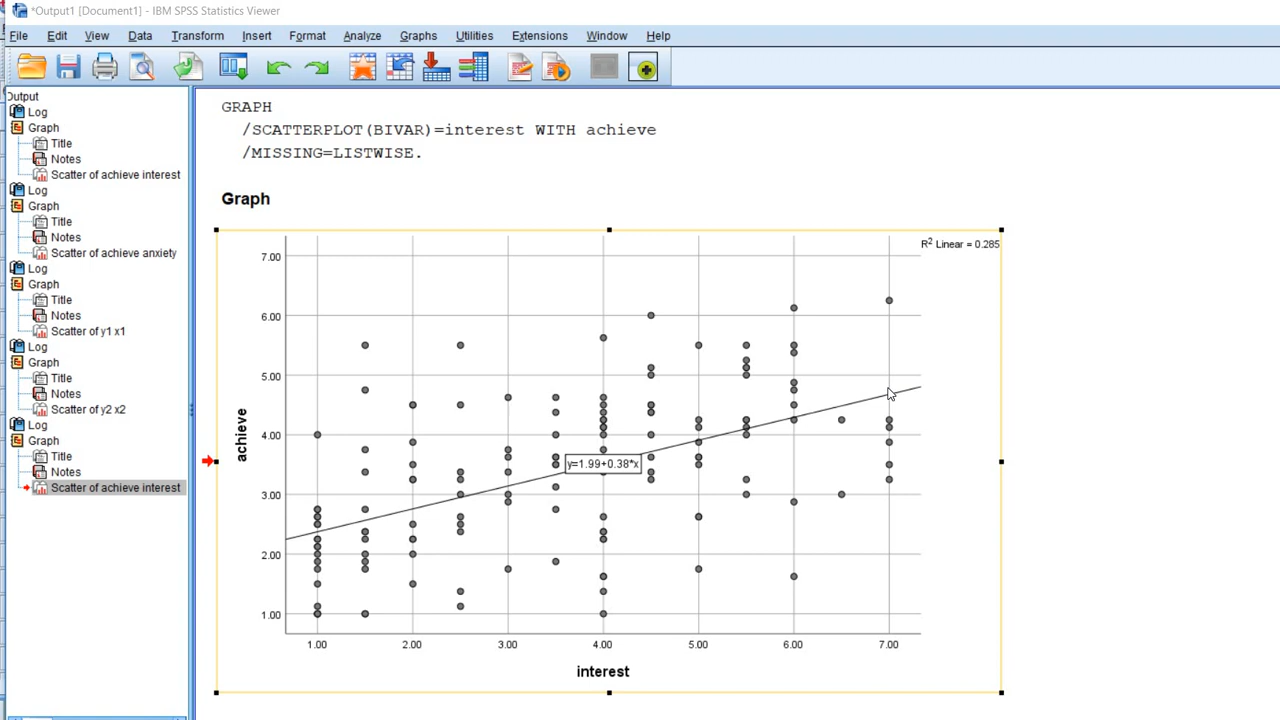 *Output1 [Document1] - IBM SPSS Statistics Viewer
File Edit View Data Transform Insert Format Analyze Graphs Utilities Extensions Window Help
Output
Log
Graph
Title
Notes
Scatter of achieve interest
Log
Graph
Title
Notes
Scatter of achieve anxiety
Log
Graph
Title
Notes
Scatter of y1 x1
Log
Graph
Title
Notes
Scatter of y2 x2
Log
Graph
Title
Notes
Scatter of achieve interest
GRAPH
/SCATTERPLOT(BIVAR)=interest WITH achieve
/MISSING=LISTWISE.
Graph
R2 Linear = 0.285
7.00
6.00
5.00
4.00
3.00
2.00
1.00
achieve
y=1.99+0.38*x
1.00 2.00 3.00 4.00 5.00 6.00 7.00
interest